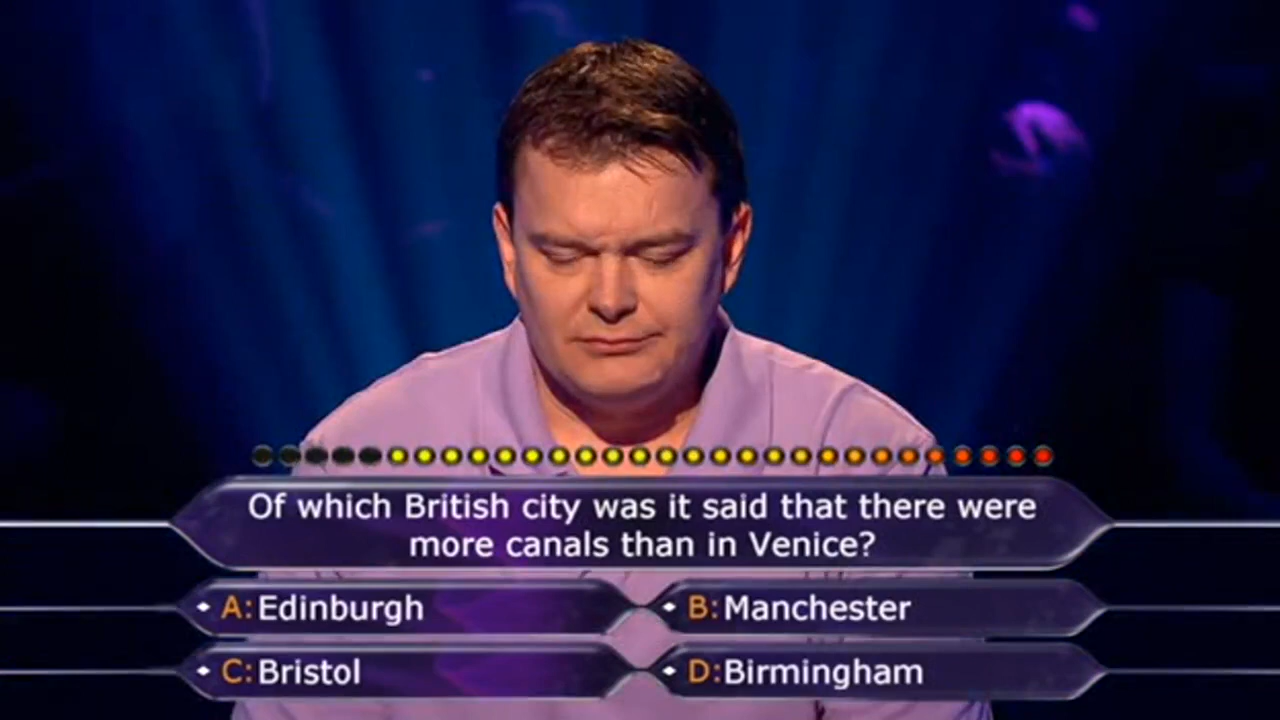 Of which British city was it said that there were
more canals than in Venice?
A: Edinburgh
B: Manchester
C: Bristol
D: Birmingham